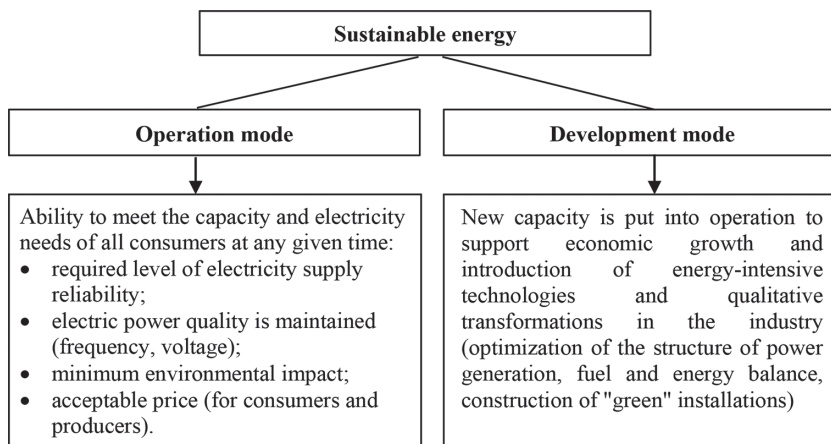 Sustainable energy
Operation mode
Development mode
Ability to meet the capacity and electricity
needs of all consumers at any given time:
• required level of electricity supply
reliability;
• electric power quality is maintained
(frequency, voltage);
• minimum environmental impact;
• acceptable price (for consumers and
producers).
New capacity is put into operation to
support economic growth and
introduction of energy-intensive
technologies and qualitative
transformations in the industry
(optimization of the structure of power
generation, fuel and energy balance,
construction of "green" installations)